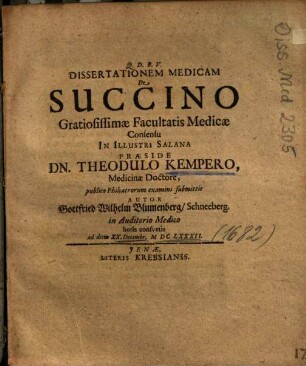 Q. D. B. V.
DISSERTATIONEM MEDICAM
De
SUCCINO
Gratiosissimæ Facultatis Medicæ
Consensu
IN ILLUSTRI SALANA
PRÆSIDE
DN. THEODULO KEMPERO,
Medicinæ Doctore,
publico Philiatrorum examini submittit
AUTOR
Gottfried Wilhelm Blumenberg/ Schneeberg.
in Auditorio Medico
horis consuetis
ad diem XX. Decembr. M DC LXXXII.
(1682)
JENÆ,
LITERIS KREBSIANIS.
Diss. Med 2305
17